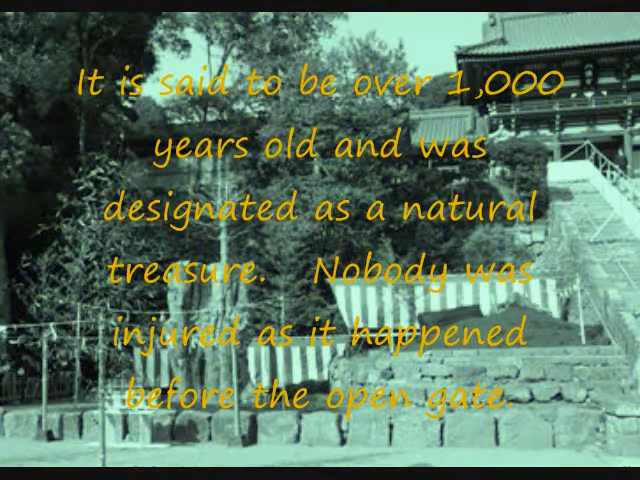 It is said to be over 1,000
years old and was
designated as a natural
treasure. Nobody was
injured as it happened
before the open gate.